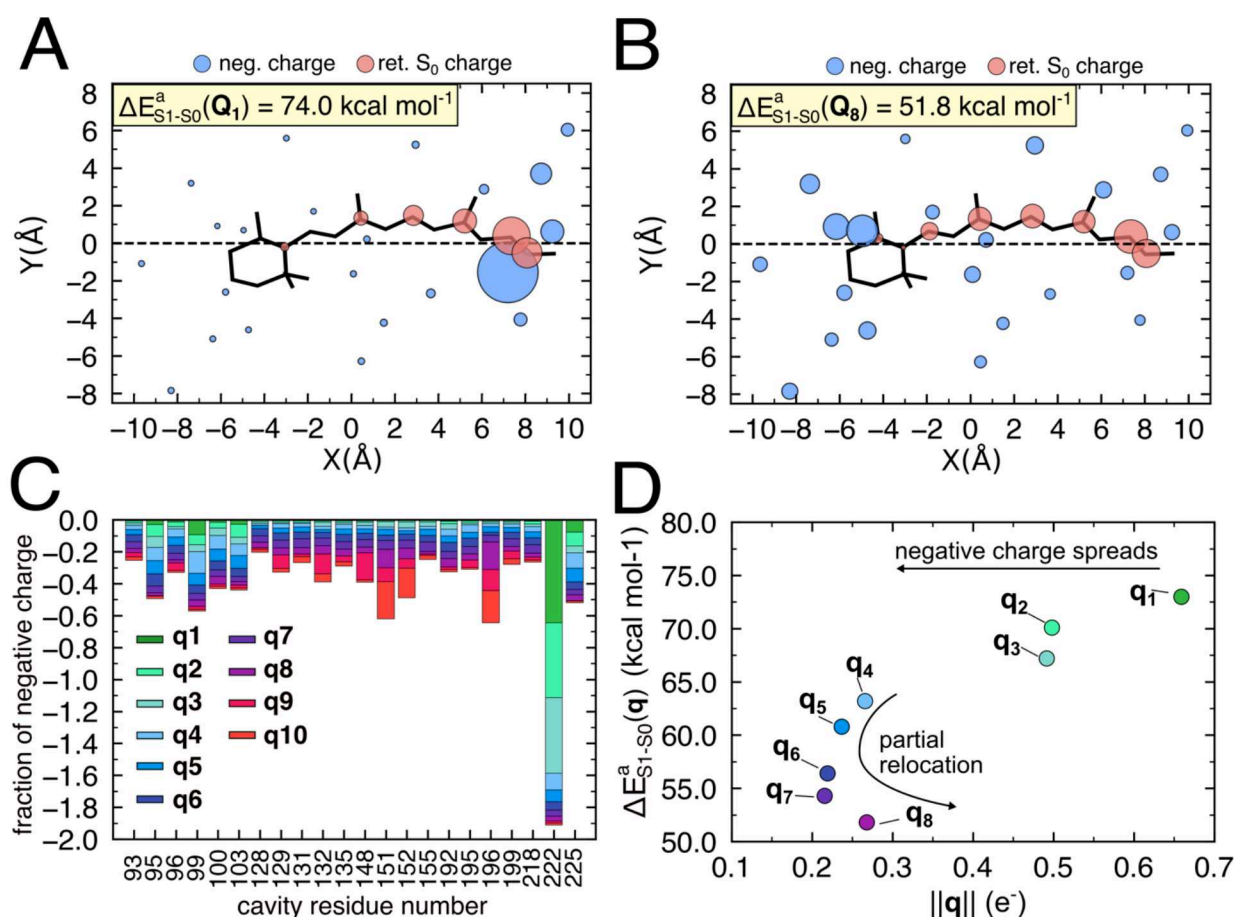 A
neg. charge ret. S0 charge
ΔE^a_S1-S0(Q1) = 74.0 kcal mol-1
8
6
4
2
0
−2
−4
−6
−8
Y(Å)
−10 −8 −6 −4 −2 0 2 4 6 8 10
X(Å)
B
neg. charge ret. S0 charge
ΔE^a_S1-S0(Q8) = 51.8 kcal mol-1
8
6
4
2
0
−2
−4
−6
−8
Y(Å)
−10 −8 −6 −4 −2 0 2 4 6 8 10
X(Å)
C
fraction of negative charge
0.0
−0.2
−0.4
−0.6
−0.8
−1.0
−1.2
−1.4
−1.6
−1.8
−2.0
q1 q7
q2 q8
q3 q9
q4 q10
q5
q6
93 95 96 99 100 103 128 129 131 132 135 148 151 152 155 192 195 196 199 218 222 225
cavity residue number
D
ΔE^a_S1-S0(q) (kcal mol-1)
80.0
75.0
70.0
65.0
60.0
55.0
50.0
negative charge spreads
q1
q2
q3
q4
q5
partial
relocation
q6
q7
q8
0.1 0.2 0.3 0.4 0.5 0.6 0.7
||q|| (e-)